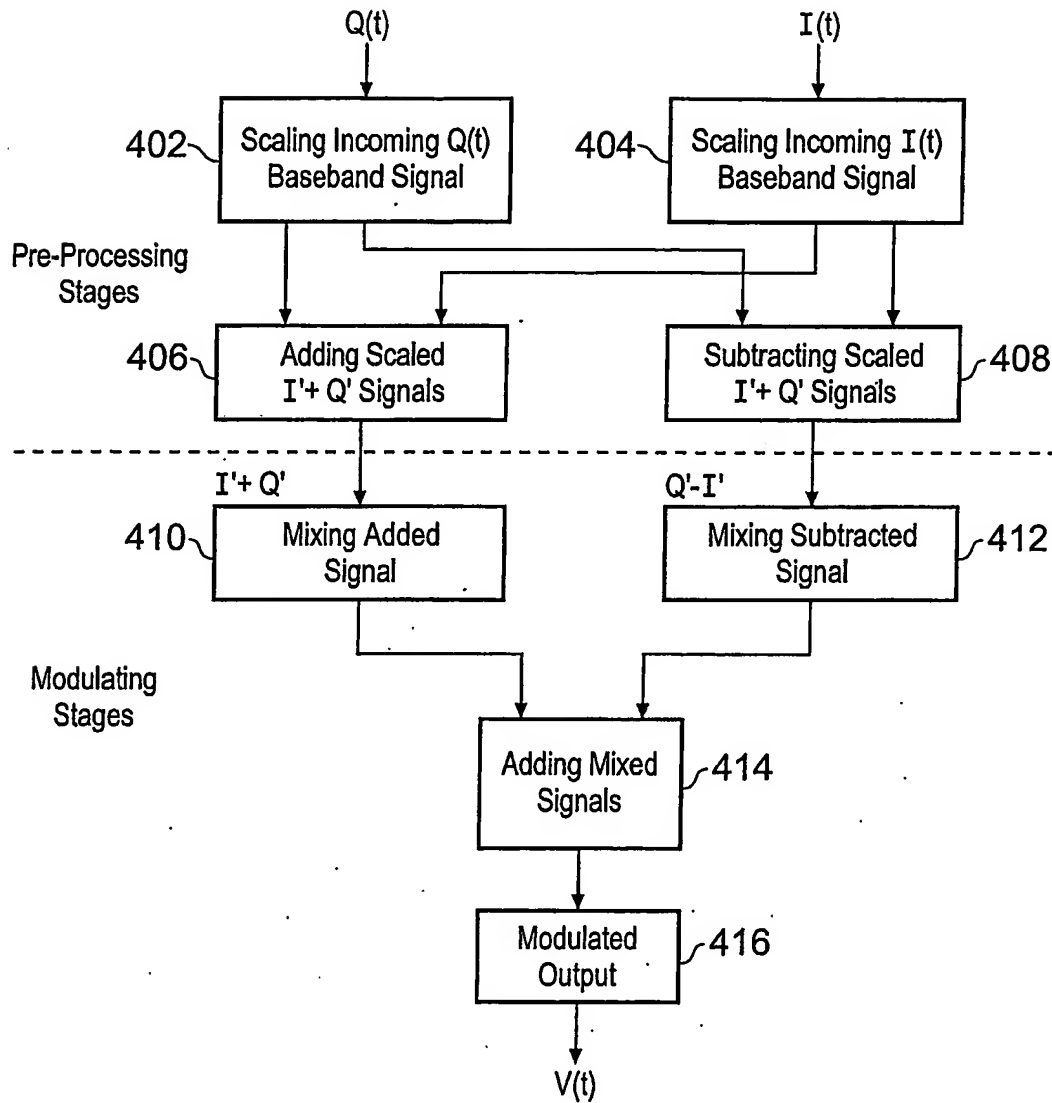 Q(t)
I(t)
402
Scaling Incoming Q(t)
Baseband Signal
404
Scaling Incoming I(t)
Baseband Signal
Pre-Processing
Stages
406
Adding Scaled
I'+ Q' Signals
Subtracting Scaled
I'+ Q' Signals
408
I'+ Q'
Q'-I'
410
Mixing Added
Signal
Mixing Subtracted
Signal
412
Modulating
Stages
Adding Mixed
Signals
414
Modulated
Output
416
V(t)